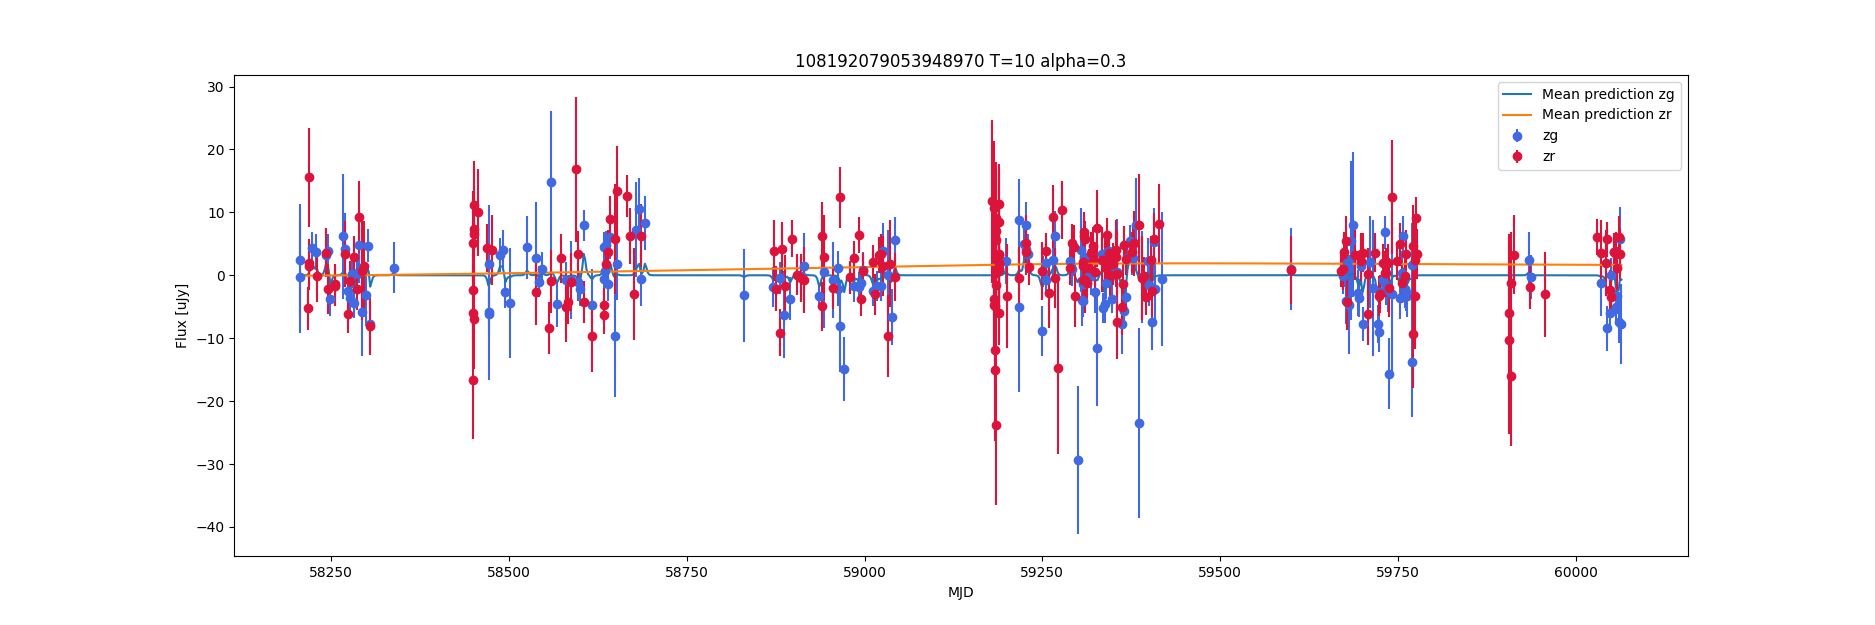 108192079053948970 T=10 alpha=0.3
Mean prediction zg
Mean prediction zr
zg
zr
30
20
10
0
−10
−20
−30
−40
Flux [uJy]
58250 58500 58750 59000 59250 59500 59750 60000
MJD